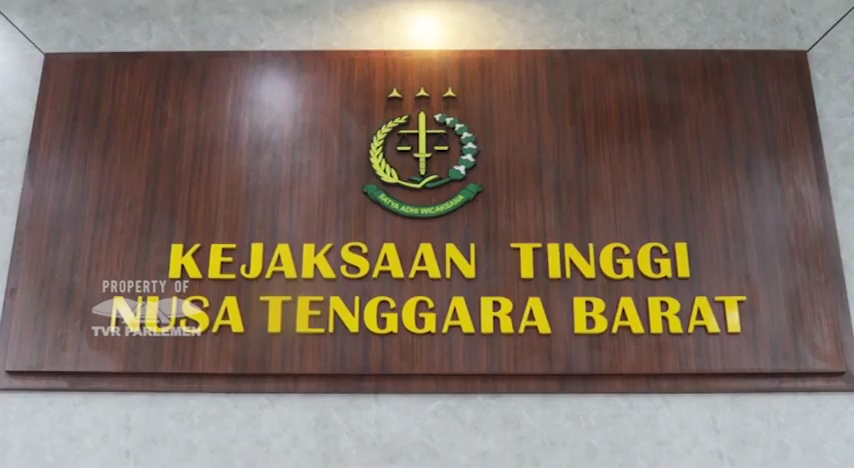 SATYA ADHI WICAKSANA
KEJAKSAAN TINGGI
NUSA TENGGARA BARAT
PROPERTY OF
TVR PARLEMEN